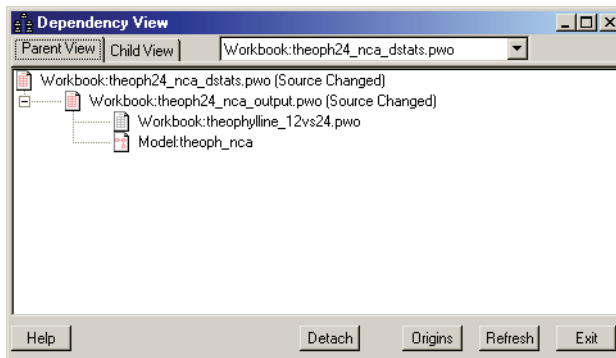 Dependency View
Parent View Child View Workbook:theoph24_nca_dstats.pwo
Workbook:theoph24_nca_dstats.pwo (Source Changed)
Workbook:theoph24_nca_output.pwo (Source Changed)
Workbook:theophylline_12vs24.pwo
Model:theoph_nca
Help Detach Origins Refresh Exit